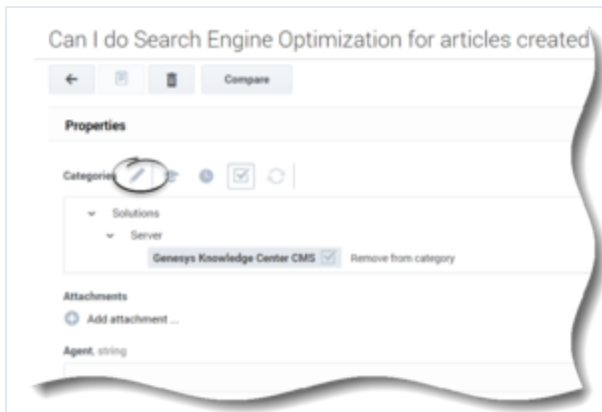 Can I do Search Engine Optimization for articles created
Compare
Properties
Categories
Solutions
Server
Genesys Knowledge Center CMS Remove from category
Attachments
Add attachment ...
Agent, string